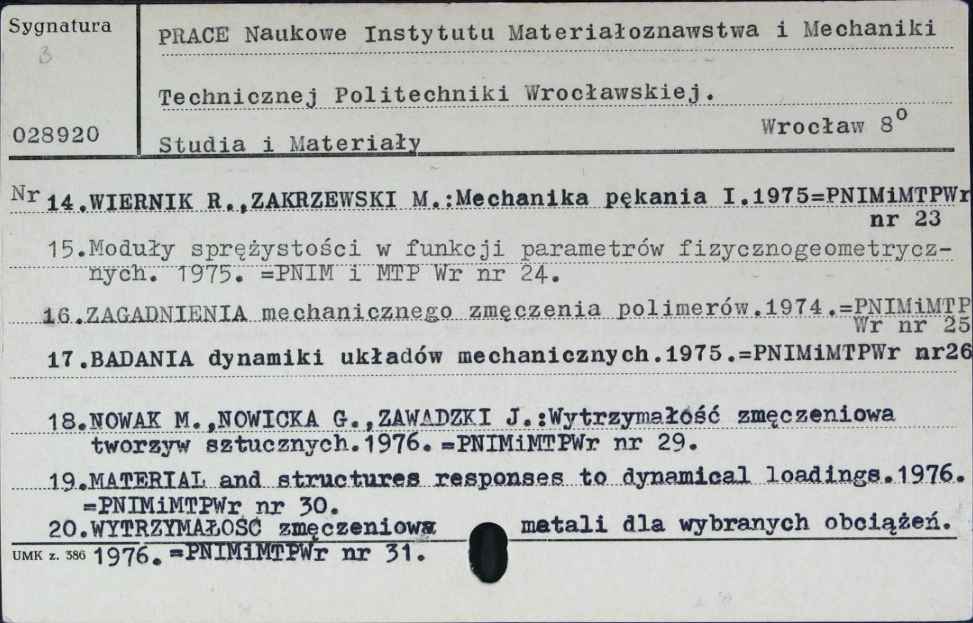 Sygnatura
3
028920
PRACE Naukowe Instytutu Materiałoznawstwa i Mechaniki
Technicznej Politechniki Wrocławskiej.
Wrocław 8⁰
Studia i Materiały
Nr 14.WIERNIK R.,ZAKRZEWSKI M.:Mechanika pękania I.1975=PNIMiMTPWr
nr 23
15.Moduły sprężystości w funkcji parametrów fizycznogeometrycz-
nych. 1975. =PNIM i MTP Wr nr 24.
16.ZAGADNIENIA mechanicznego zmęczenia polimerów.1974.=PNIMiMTP
Wr nr 25
17.BADANIA dynamiki układów mechanicznych.1975.=PNIMiMTPWr nr26
18.NOWAK M.,NOWICKA G.,ZAWADZKI J.:Wytrzymałość zmęczeniowa
tworzyw sztucznych.1976. =PNIMiMTPWr nr 29.
19.MATERIAL and structures responses to dynamical loadings.1976.
=PNIMiMTPWr nr 30.
20.WYTRZYMAŁOŚĆ zmęczeniowa metali dla wybranych obciążeń.
UMK z. 386 1976. =PNIMiMTPWr nr 31.